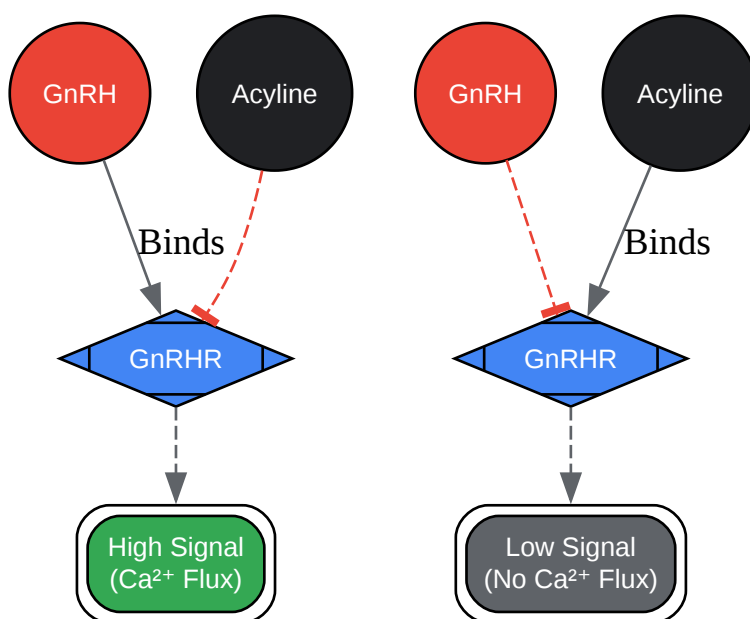 GnRH
Acyline
GnRH
Acyline
Binds
Binds
GnRHR
GnRHR
High Signal
(Ca²⁺ Flux)
Low Signal
(No Ca²⁺ Flux)